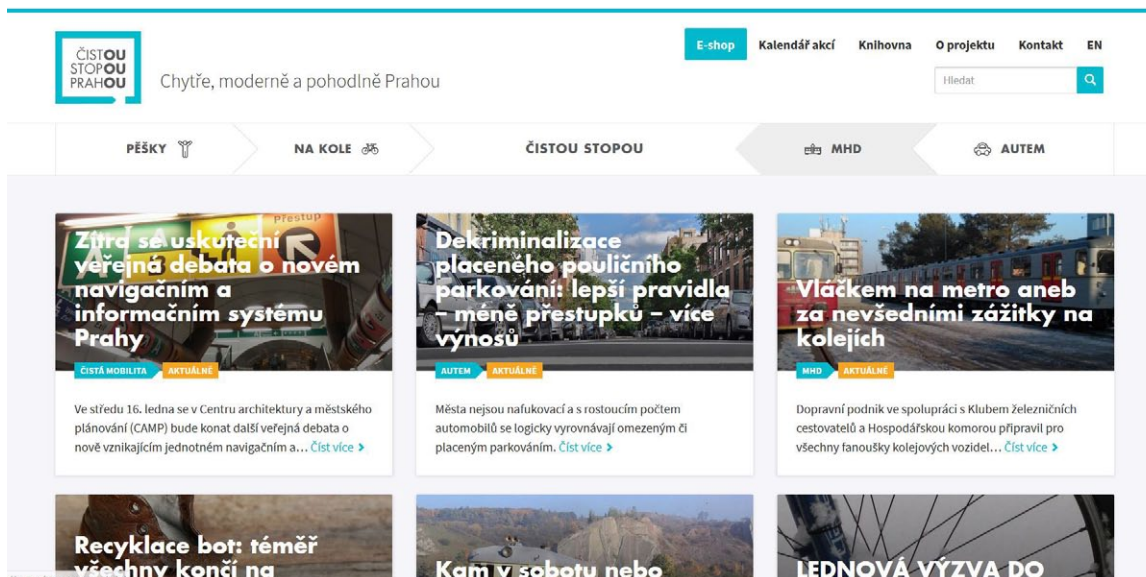 ČISTOU
STOPOU
PRAHOU
Chytře, moderně a pohodlně Prahou
E-shop
Kalendář akcí
Knihovna
O projektu
Kontakt
EN
Hledat
PĚŠKY
NA KOLE
ČISTOU STOPOU
MHD
AUTEM
Přestup
Zítra se uskuteční
veřejná debata o novém
navigačním a
informačním systému
Prahy
ČISTÁ MOBILITA
AKTUÁLNĚ
Ve středu 16. ledna se v Centru architektury a městského
plánování (CAMP) bude konat další veřejná debata o
nově vznikajícím jednotném navigačním a… Číst více
Dekriminalizace
placeného pouličního
parkování: lepší pravidla
– méně přestupků – více
výnosů
AUTEM
AKTUÁLNĚ
Města nejsou nafukovací a s rostoucím počtem
automobilů se logicky vyrovnávají omezeným či
placeným parkováním. Číst více
Vláčkem na metro aneb
za nevšedními zážitky na
kolejích
MHD
AKTUÁLNĚ
Dopravní podnik ve spolupráci s Klubem železničních
cestovatelů a Hospodářskou komorou připravil pro
všechny fanoušky kolejových vozidel… Číst více
Recyklace bot: téměř
všechny končí na
Kam v sobotu nebo
LEDNOVÁ VÝZVA DO